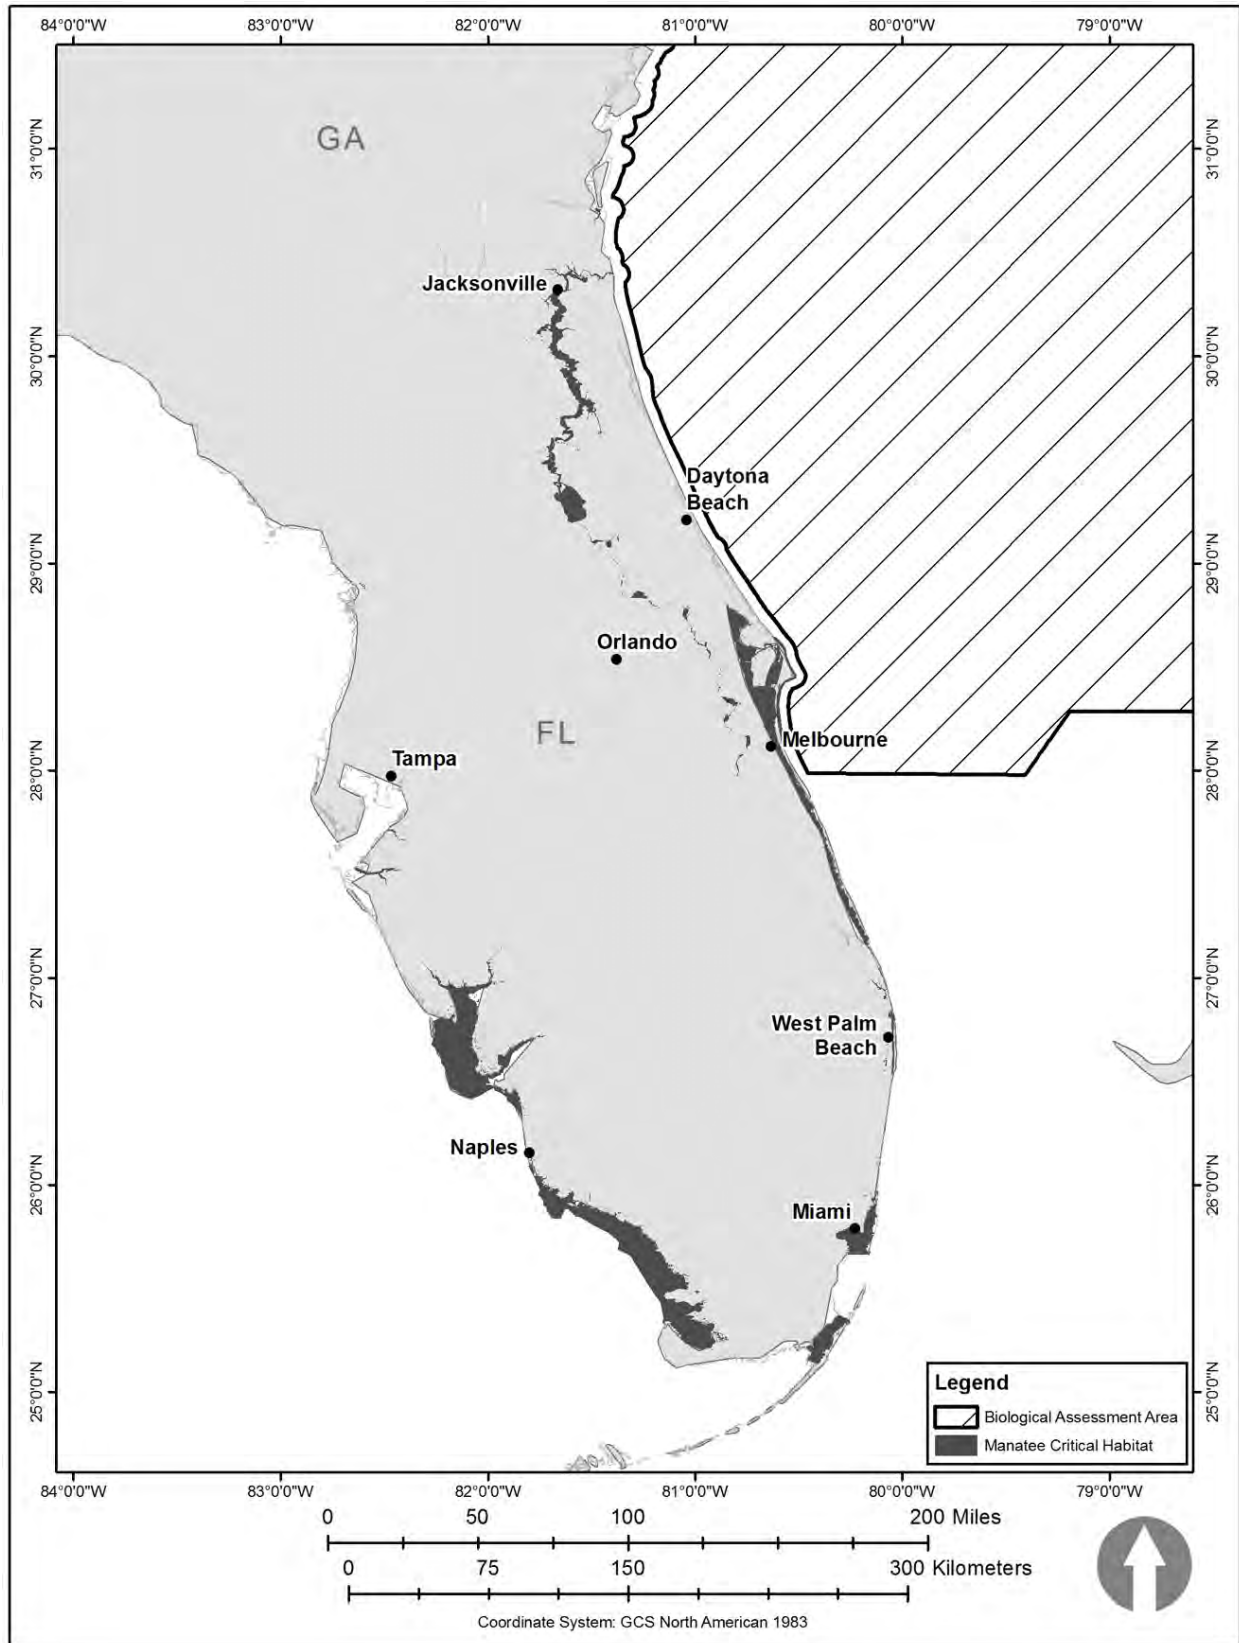 84°0'0"W 83°0'0"W 82°0'0"W 81°0'0"W 80°0'0"W 79°0'0"W
31°0'0"N
31°0'0"N
GA
30°0'0"N
30°0'0"N
Jacksonville
Daytona
Beach
29°0'0"N
29°0'0"N
Orlando
FL
Melbourne
Tampa
28°0'0"N
28°0'0"N
27°0'0"N
27°0'0"N
West Palm
Beach
Naples
26°0'0"N
26°0'0"N
Miami
25°0'0"N
25°0'0"N
Legend
Biological Assessment Area
Manatee Critical Habitat
84°0'0"W 83°0'0"W 82°0'0"W 81°0'0"W 80°0'0"W 79°0'0"W
0 50 100 200 Miles
0 75 150 300 Kilometers
Coordinate System: GCS North American 1983